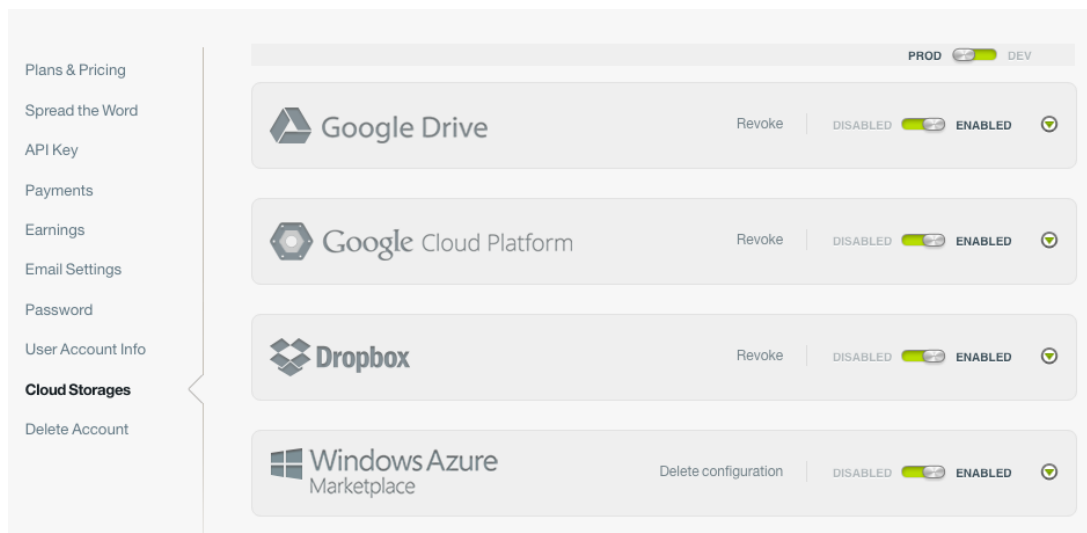 PROD DEV
Plans & Pricing
Spread the Word
API Key
Payments
Earnings
Email Settings
Password
User Account Info
Cloud Storages
Delete Account
Google Drive Revoke DISABLED ENABLED
Google Cloud Platform Revoke DISABLED ENABLED
Dropbox Revoke DISABLED ENABLED
Windows Azure
Marketplace Delete configuration DISABLED ENABLED